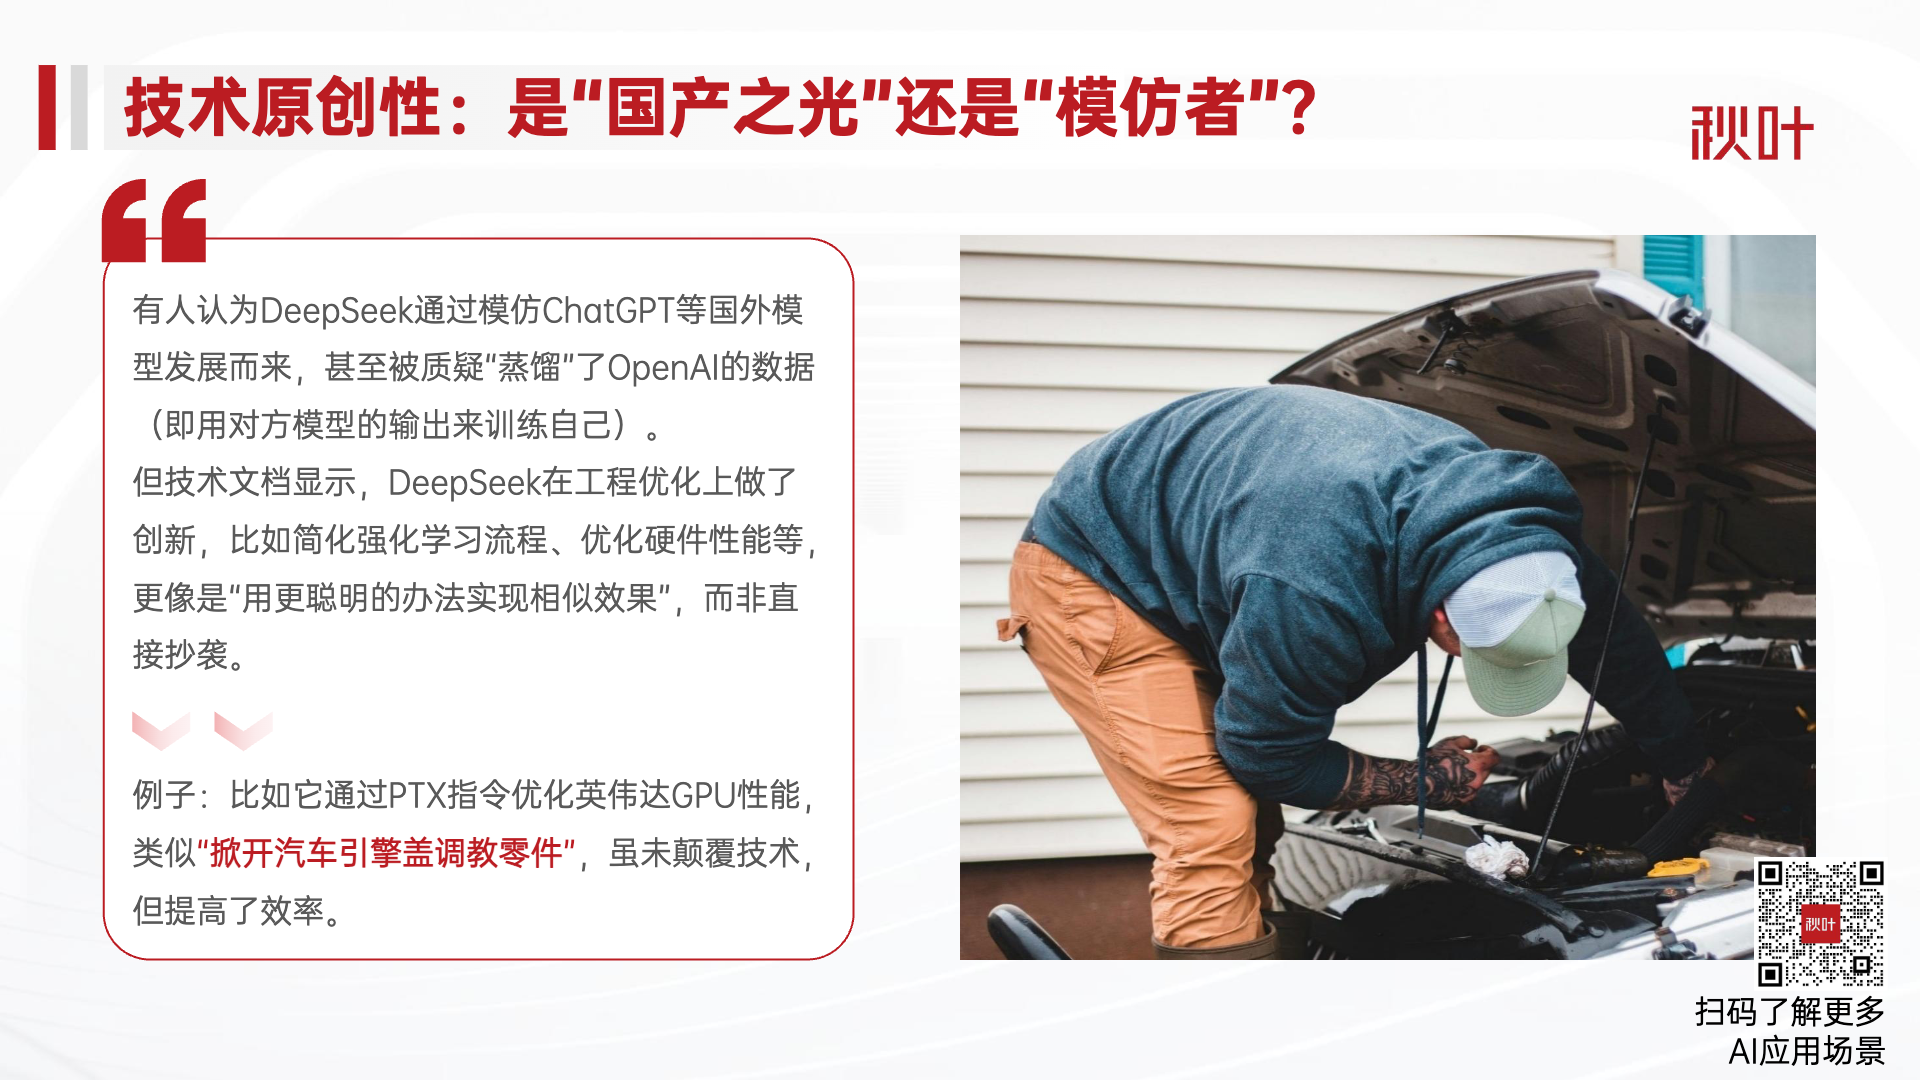 技术原创性：是“国产之光”还是“模仿者”？
秋叶
有人认为DeepSeek通过模仿ChatGPT等国外模
型发展而来，甚至被质疑“蒸馏”了OpenAI的数据
（即用对方模型的输出来训练自己）。
但技术文档显示，DeepSeek在工程优化上做了
创新，比如简化强化学习流程、优化硬件性能等，
更像是“用更聪明的办法实现相似效果”，而非直
接抄袭。
例子：比如它通过PTX指令优化英伟达GPU性能，
类似“掀开汽车引擎盖调教零件”，虽未颠覆技术，
但提高了效率。
秋叶
扫码了解更多
AI应用场景